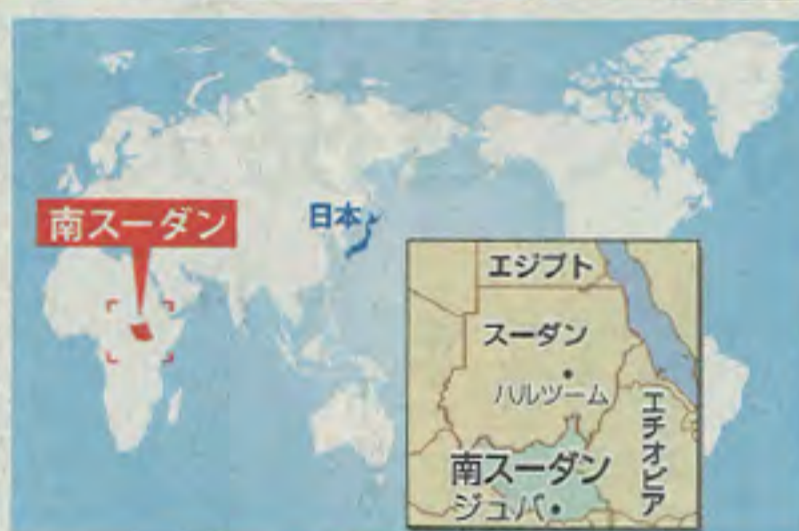 南スーダン
日本
エジプト
スーダン
ハルツーム
エチオピア
南スーダン
ジュバ